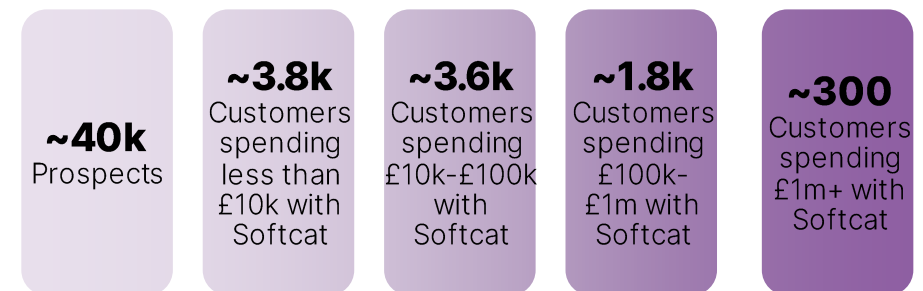 ~40k
Prospects
~3.8k
Customers
spending
less than
£10k with
Softcat
~3.6k
Customers
spending
£10k-£100k
with
Softcat
~1.8k
Customers
spending
£100k-
£1m with
Softcat
~300
Customers
spending
£1m+ with
Softcat